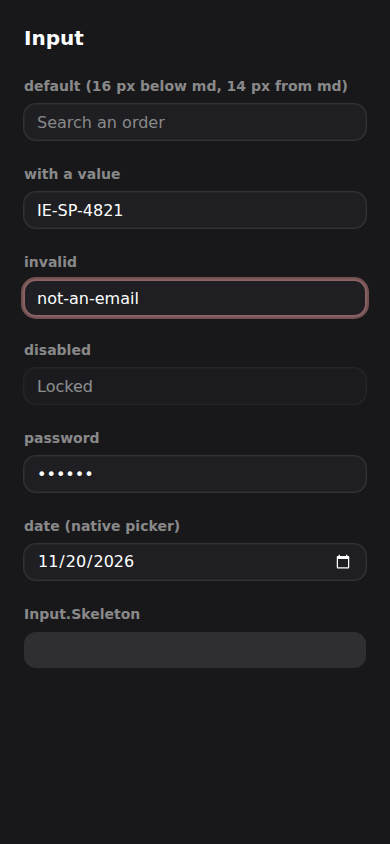 Input
default (16 px below md, 14 px from md)
Search an order
with a value
IE-SP-4821
invalid
not-an-email
disabled
Locked
password
••••••
date (native picker)
11/20/2026
Input.Skeleton